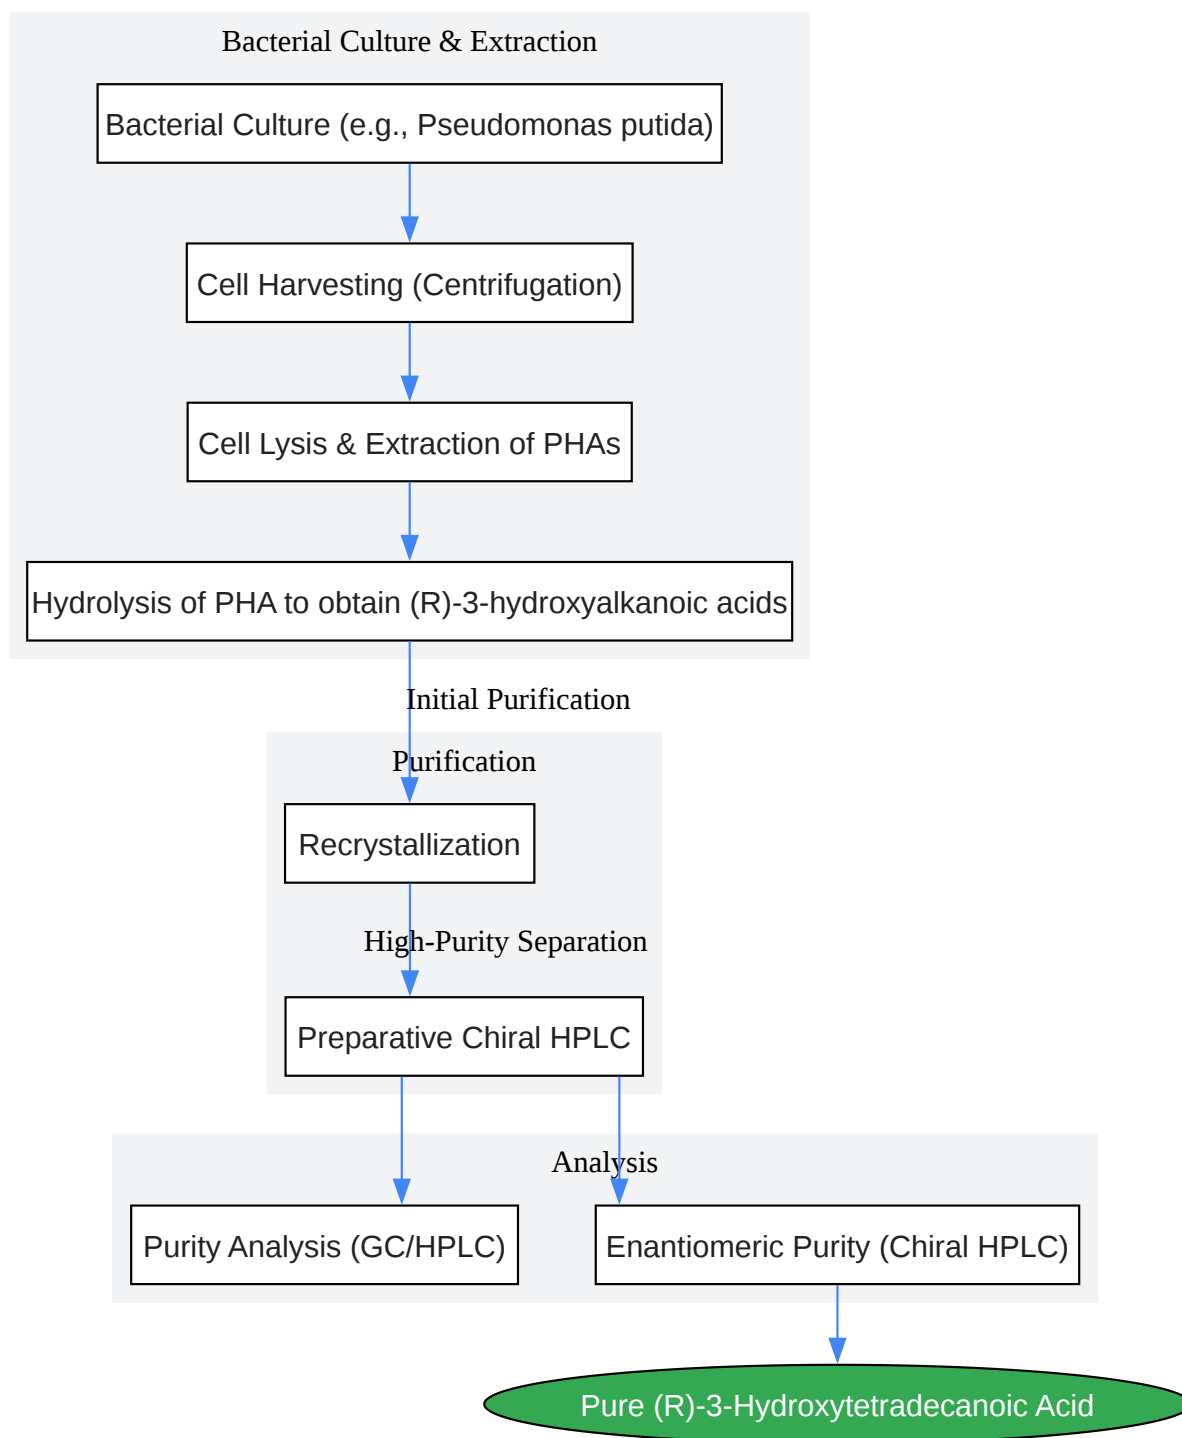 Bacterial Culture & Extraction
Bacterial Culture (e.g., Pseudomonas putida)
Cell Harvesting (Centrifugation)
Cell Lysis & Extraction of PHAs
Hydrolysis of PHA to obtain (R)-3-hydroxyalkanoic acids
Initial Purification
Purification
Recrystallization
High-Purity Separation
Preparative Chiral HPLC
Analysis
Purity Analysis (GC/HPLC)
Enantiomeric Purity (Chiral HPLC)
Pure (R)-3-Hydroxytetradecanoic Acid